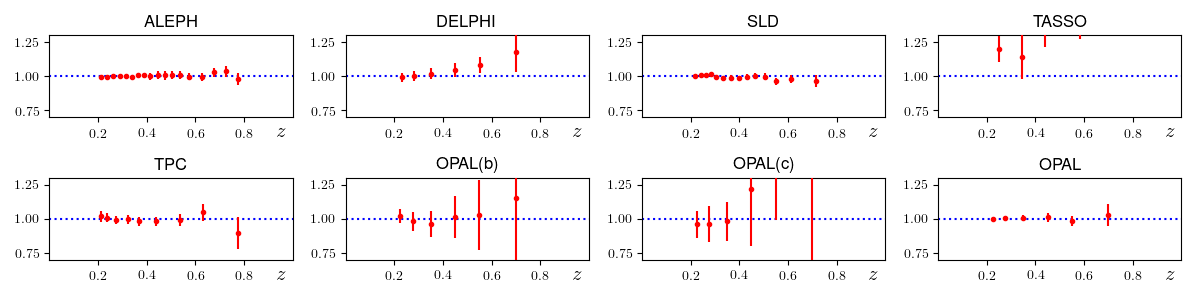 ALEPH DELPHI SLD TASSO
1.25 1.25 1.25 1.25
1.00 1.00 1.00 1.00
0.75 0.75 0.75 0.75
0.2 0.4 0.6 0.8 z 0.2 0.4 0.6 0.8 z 0.2 0.4 0.6 0.8 z 0.2 0.4 0.6 0.8 z
TPC OPAL(b) OPAL(c) OPAL
1.25 1.25 1.25 1.25
1.00 1.00 1.00 1.00
0.75 0.75 0.75 0.75
0.2 0.4 0.6 0.8 z 0.2 0.4 0.6 0.8 z 0.2 0.4 0.6 0.8 z 0.2 0.4 0.6 0.8 z